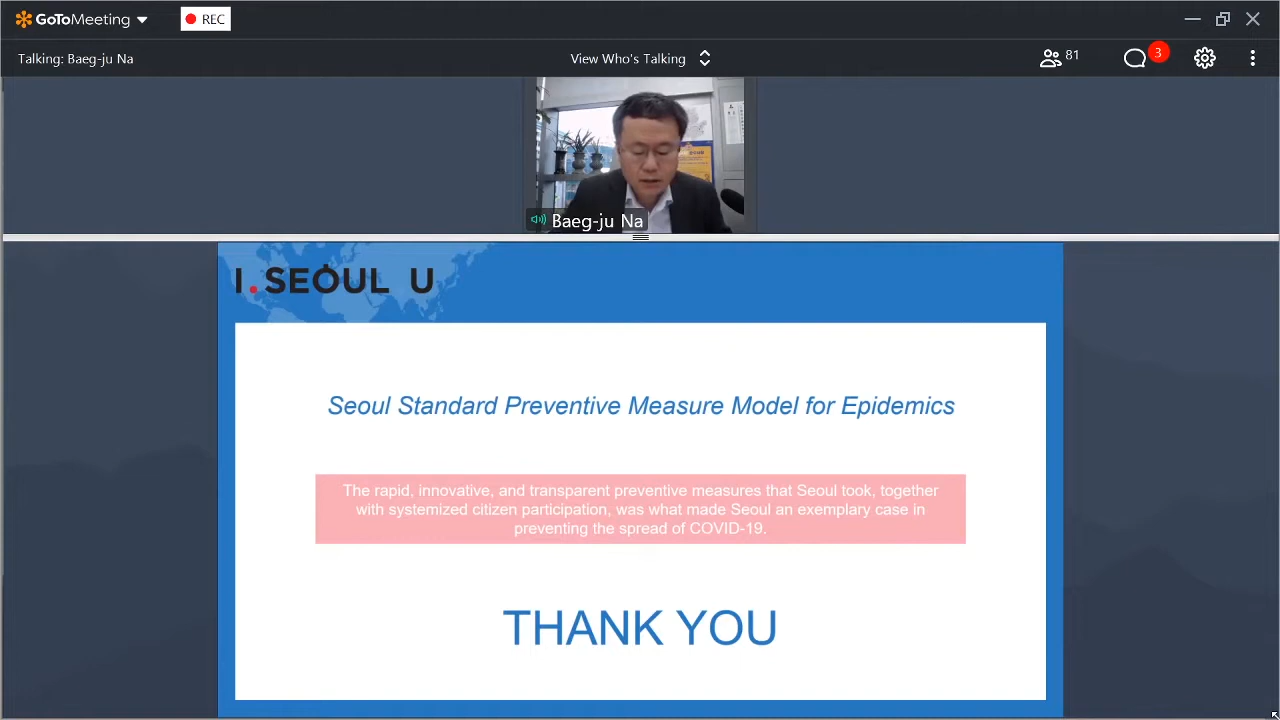 GoToMeeting
REC
Talking: Baeg-ju Na
View Who's Talking
81
3
Baeg-ju Na
I.SEOUL U
Seoul Standard Preventive Measure Model for Epidemics
The rapid, innovative, and transparent preventive measures that Seoul took, together
with systemized citizen participation, was what made Seoul an exemplary case in
preventing the spread of COVID-19.
THANK YOU